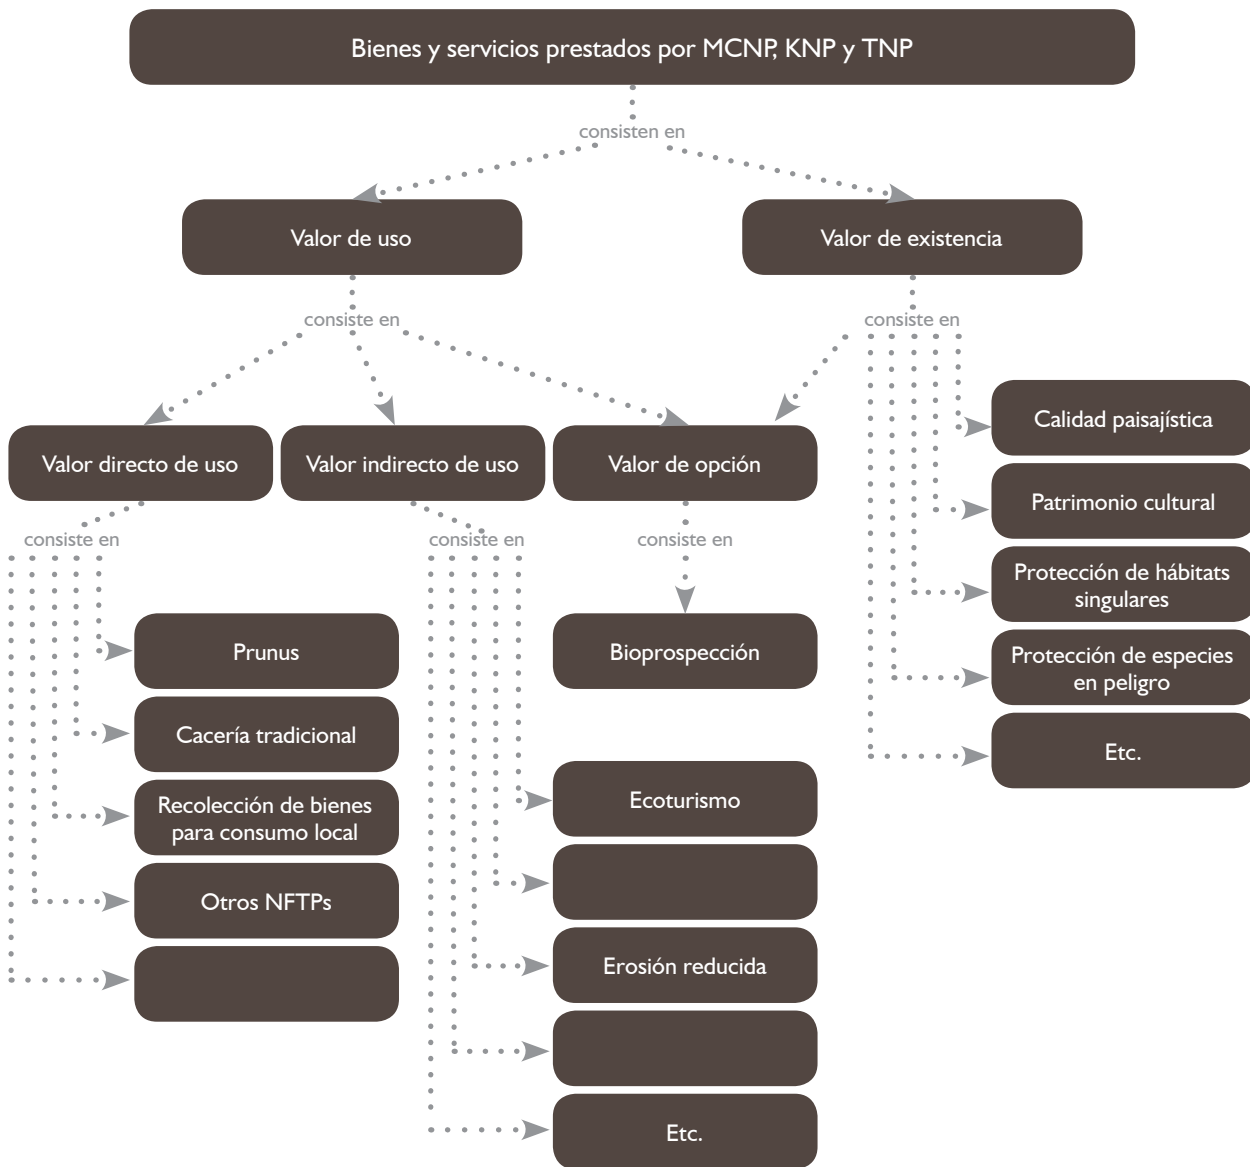 Bienes y servicios prestados por MCNP, KNP y TNP
consisten en
Valor de uso
Valor de existencia
consiste en
consiste en
Valor directo de uso
Valor indirecto de uso
Valor de opción
Calidad paisajística
Patrimonio cultural
Protección de hábitats
singulares
Protección de especies
en peligro
Etc.
consiste en
consiste en
consiste en
Prunus
Cacería tradicional
Recolección de bienes
para consumo local
Otros NFTPs
Bioprospección
Ecoturismo
Erosión reducida
Etc.